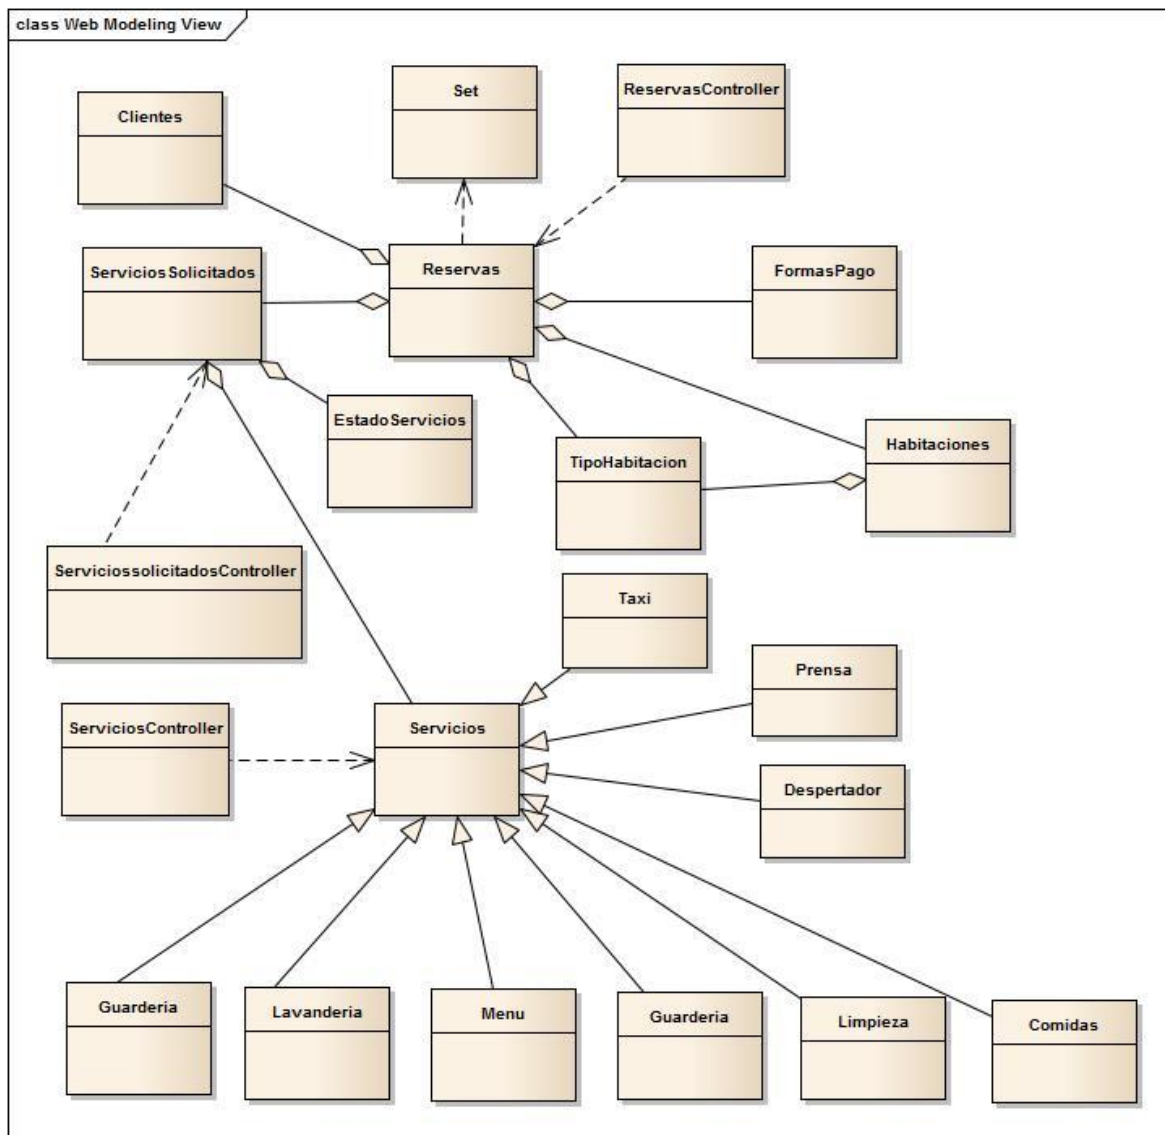 class Web Modeling View
Set
ReservasController
Clientes
ServiciosSolicitados
Reservas
FormasPago
EstadoServicios
TipoHabitacion
Habitaciones
ServiciossolicitadosController
Taxi
Prensa
ServiciosController
Servicios
Despertador
Guarderia
Lavanderia
Menu
Guarderia
Limpieza
Comidas